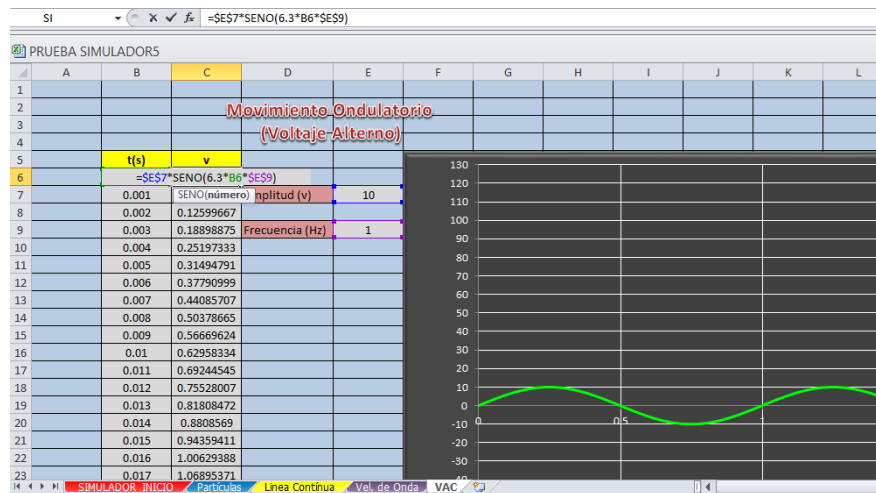 SI fx =$E$7*SENO(6.3*B6*$E$9)
PRUEBA SIMULADOR5
A B C D E F G H I J K L
1
2 Movimiento Ondulatorio
3
4 (Voltaje Alterno)
5 t(s) v
6 =$E$7*SENO(6.3*B6*$E$9)
7 0.001 SENO(número) mplitud (v) 10
8 0.002 0.12599667
9 0.003 0.18898875 Frecuencia (Hz) 1
10 0.004 0.25197333
11 0.005 0.31494791
12 0.006 0.37790999
13 0.007 0.44085707
14 0.008 0.50378665
15 0.009 0.56669624
16 0.01 0.62958334
17 0.011 0.69244545
18 0.012 0.75528007
19 0.013 0.81808472
20 0.014 0.8808569
21 0.015 0.94359411
22 0.016 1.00629388
23 0.017 1.06895371
130
120
110
100
90
80
70
60
50
40
30
20
10
0
-10
-20
-30
-40
0 0.5 1
SIMULADOR INICIO Partículas Linea Contínua Vel. de Onda VAC